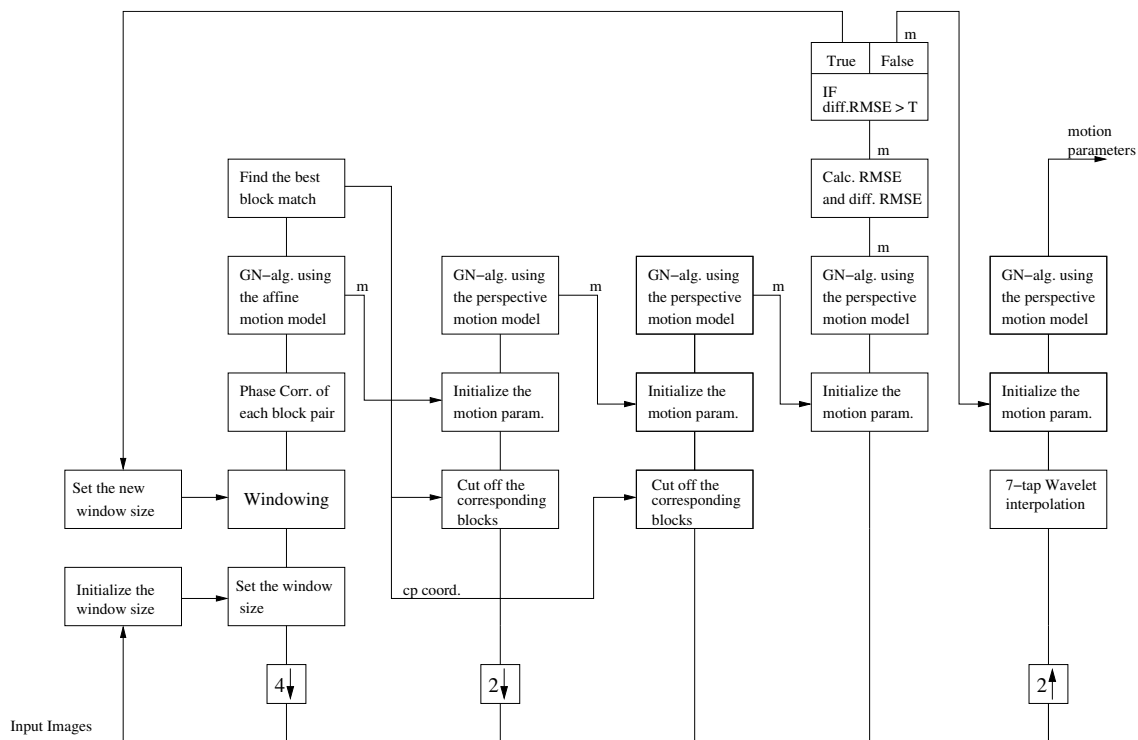 m
True
False
IF
diff.RMSE > T
m
motion
parameters
Find the best
block match
Calc. RMSE
and diff. RMSE
m
GN−alg. using
the affine
motion model
m
GN−alg. using
the perspective
motion model
m
GN−alg. using
the perspective
motion model
m
GN−alg. using
the perspective
motion model
GN−alg. using
the perspective
motion model
Phase Corr. of
each block pair
Initialize the
motion param.
Initialize the
motion param.
Initialize the
motion param.
Initialize the
motion param.
Set the new
window size
Windowing
Cut off the
corresponding
blocks
Cut off the
corresponding
blocks
7−tap Wavelet
interpolation
Initialize the
window size
Set the window
size
cp coord.
4
2
2
Input Images